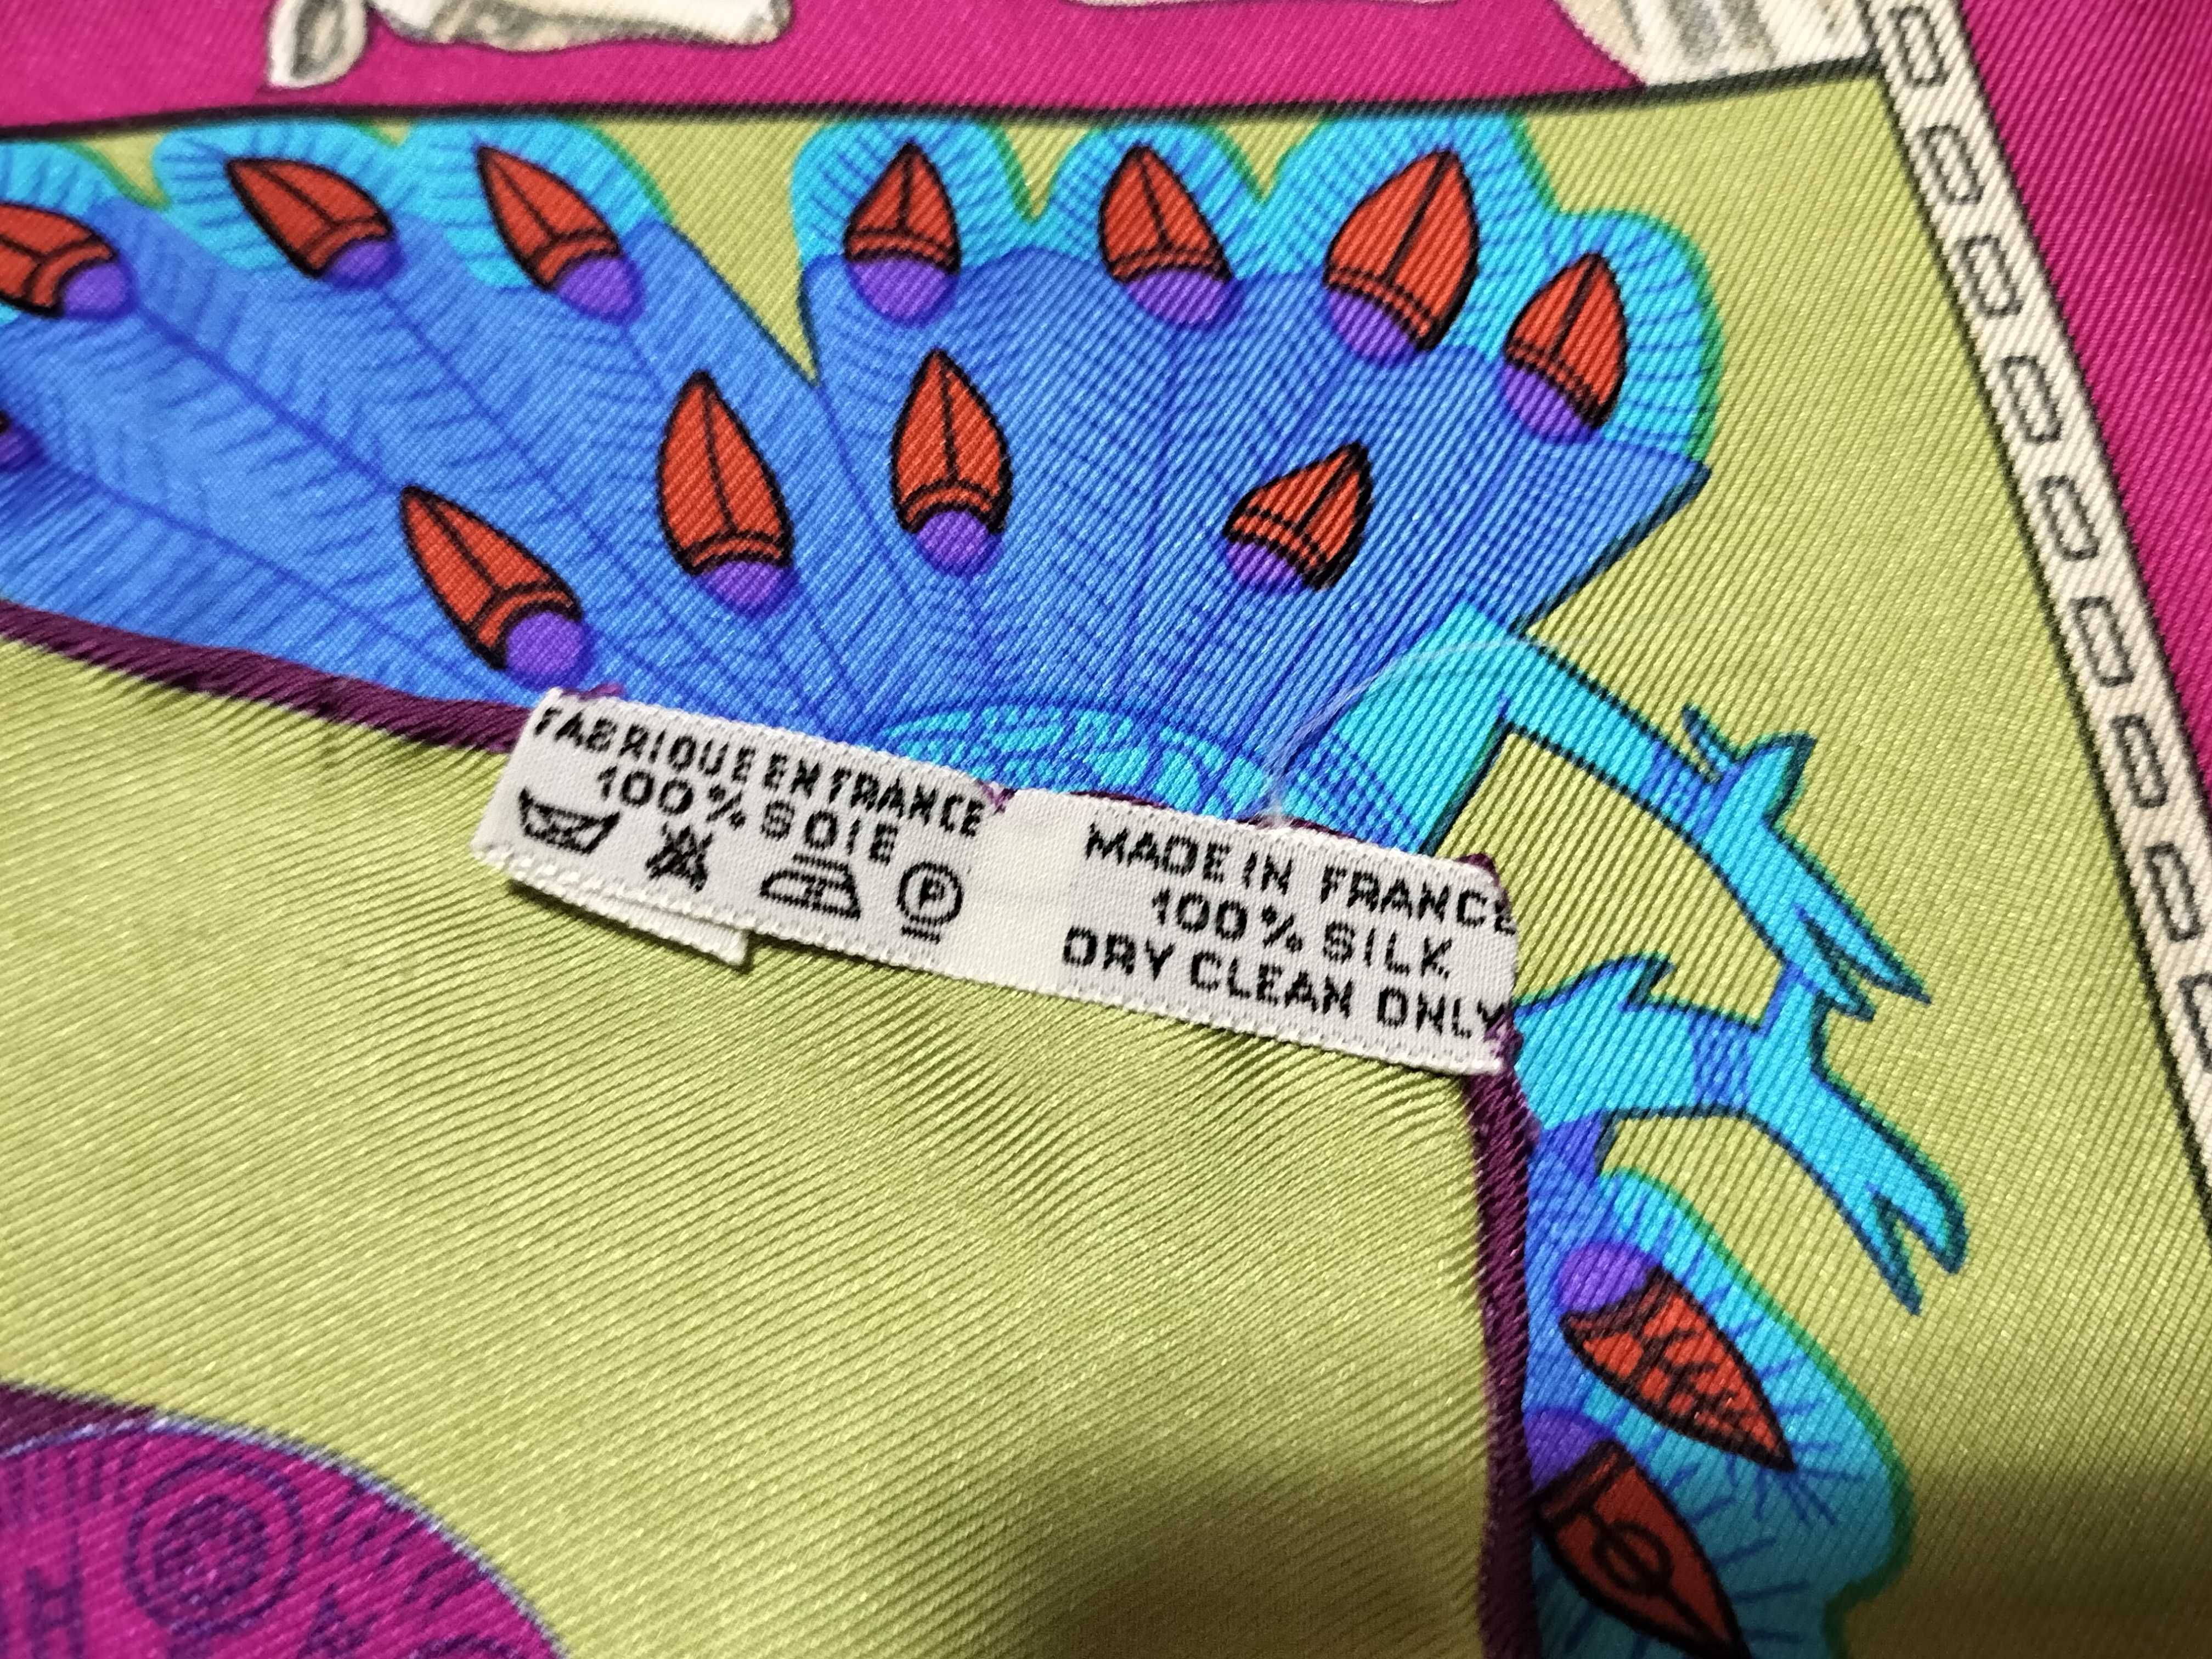 FABRIQUE EN FRANCE
100% SOIE
P
MADE IN FRANCE
100% SILK
DRY CLEAN ONLY